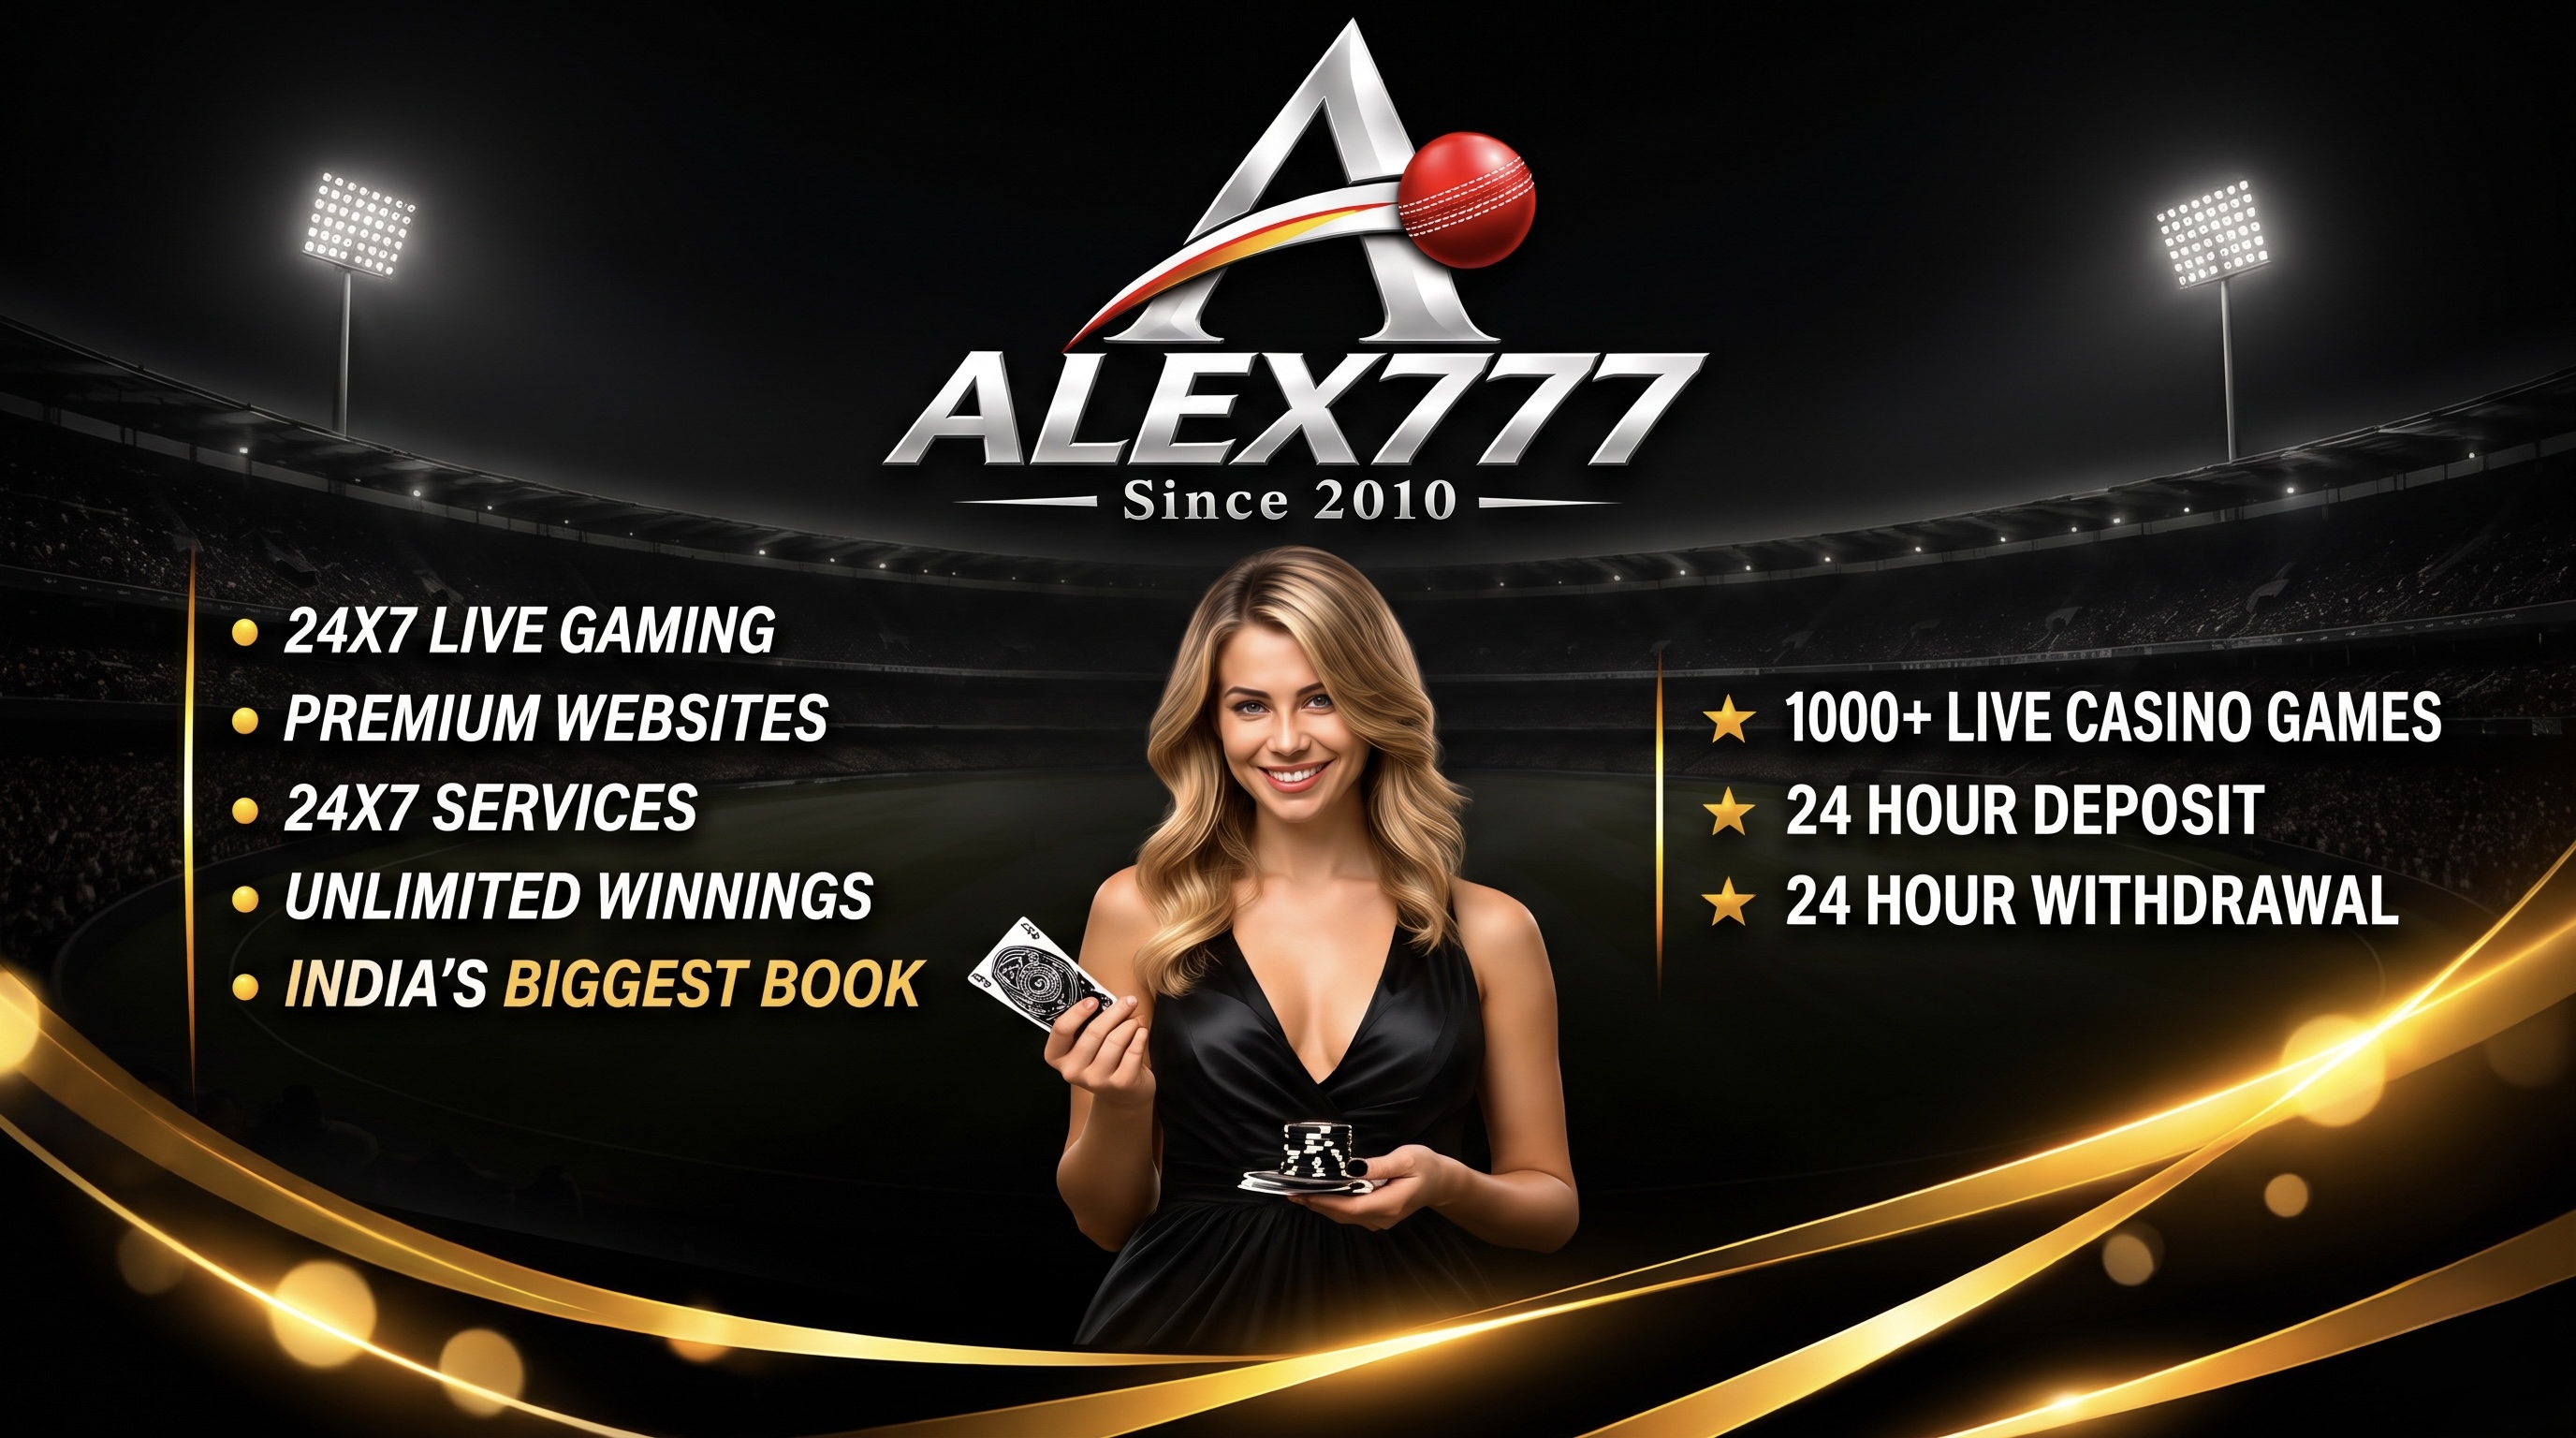 ALEX777
Since 2010
24X7 LIVE GAMING
PREMIUM WEBSITES
24X7 SERVICES
UNLIMITED WINNINGS
INDIA'S BIGGEST BOOK
1000+ LIVE CASINO GAMES
24 HOUR DEPOSIT
24 HOUR WITHDRAWAL